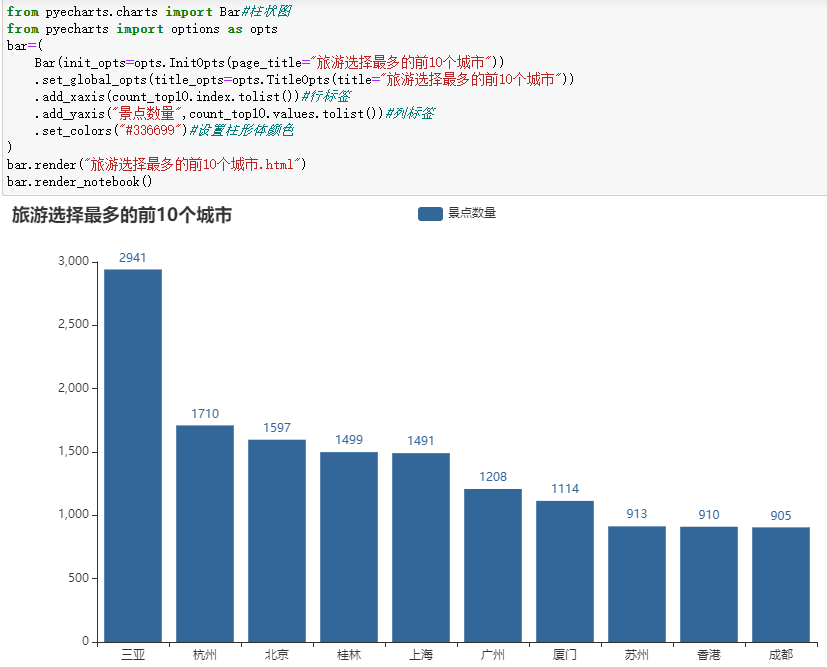 from pyecharts.charts import Bar#柱状图
from pyecharts import options as opts
bar=(
    Bar(init_opts=opts.InitOpts(page_title="旅游选择最多的前10个城市"))
    .set_global_opts(title_opts=opts.TitleOpts(title="旅游选择最多的前10个城市"))
    .add_xaxis(count_top10.index.tolist())#行标签
    .add_yaxis("景点数量",count_top10.values.tolist())#列标签
    .set_colors("#336699")#设置柱形体颜色
)
bar.render("旅游选择最多的前10个城市.html")
bar.render_notebook()
旅游选择最多的前10个城市
景点数量
3,000
2,500
2,000
1,500
1,000
500
0
2941
1710
1597
1499
1491
1208
1114
913
910
905
三亚
杭州
北京
桂林
上海
广州
厦门
苏州
香港
成都